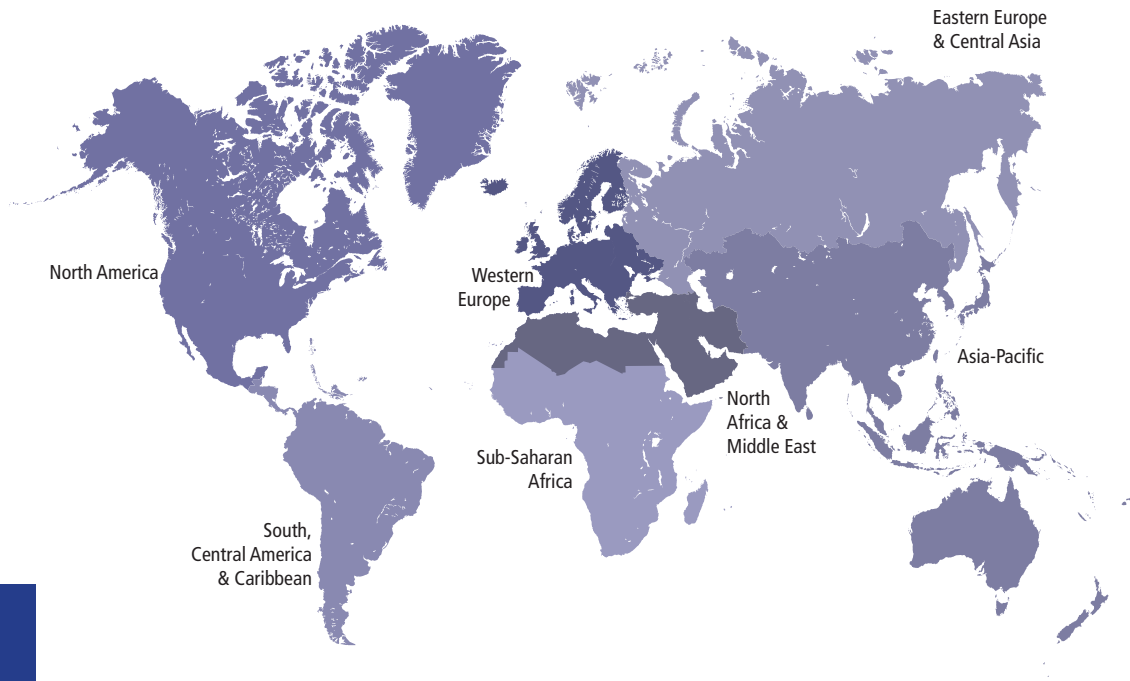 Eastern Europe
& Central Asia
North America
Western
Europe
Asia-Pacific
North
Africa &
Middle East
Sub-Saharan
Africa
South,
Central America
& Caribbean